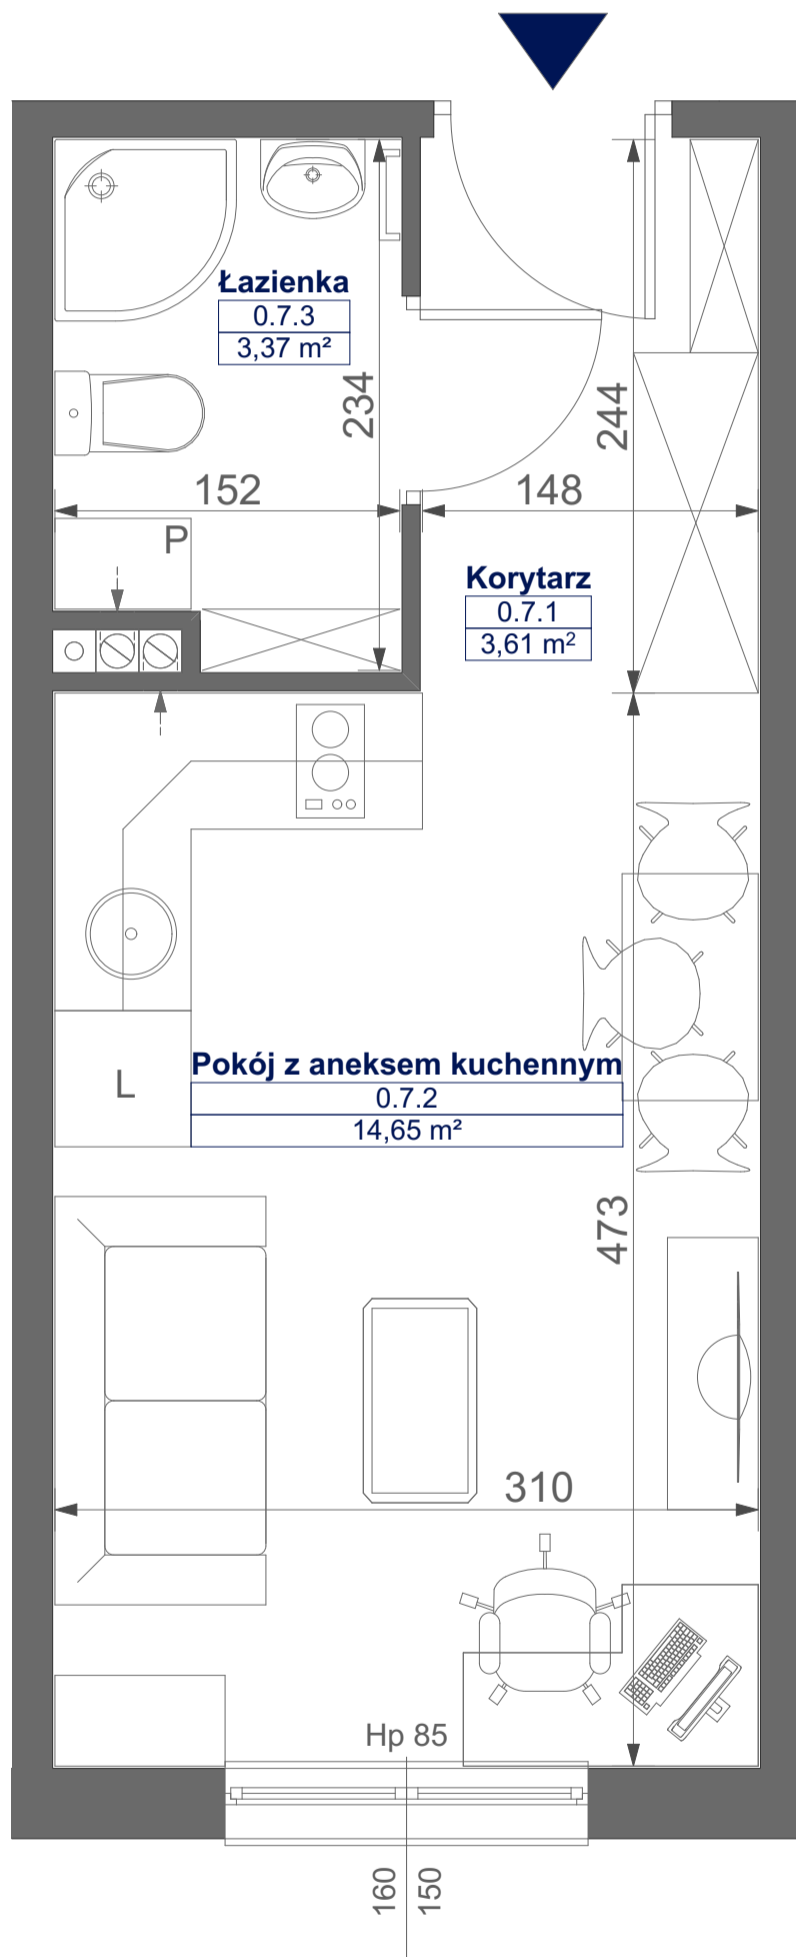 Łazienka
0.7.3
3,37 m²
234
244
152
148
P
Korytarz
0.7.1
3,61 m²
L
Pokój z aneksem kuchennym
0.7.2
14,65 m²
473
310
Hp 85
160
150